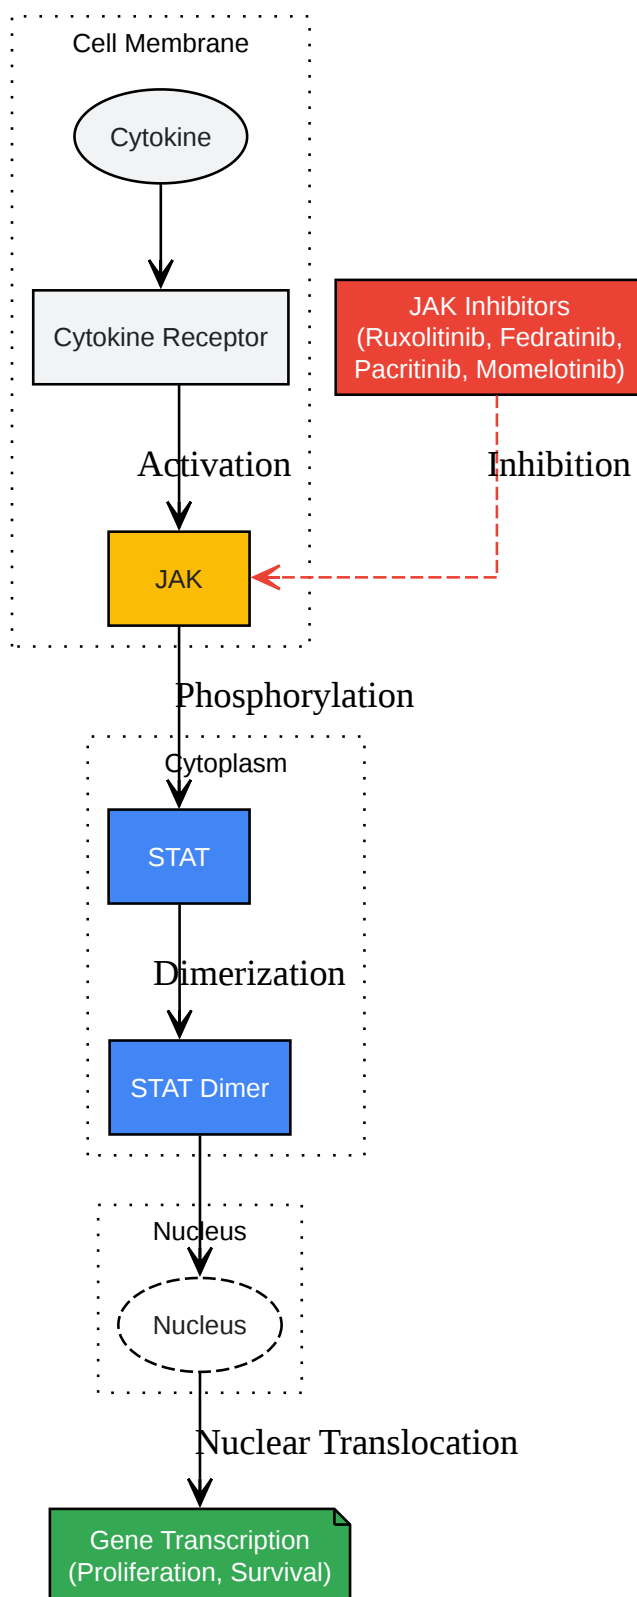 Cell Membrane
Cytokine
Cytokine Receptor
JAK Inhibitors
(Ruxolitinib, Fedratinib,
Pacritinib, Momelotinib)
Activation
Inhibition
JAK
Phosphorylation
Cytoplasm
STAT
Dimerization
STAT Dimer
Nucleus
Nucleus
Nuclear Translocation
Gene Transcription
(Proliferation, Survival)